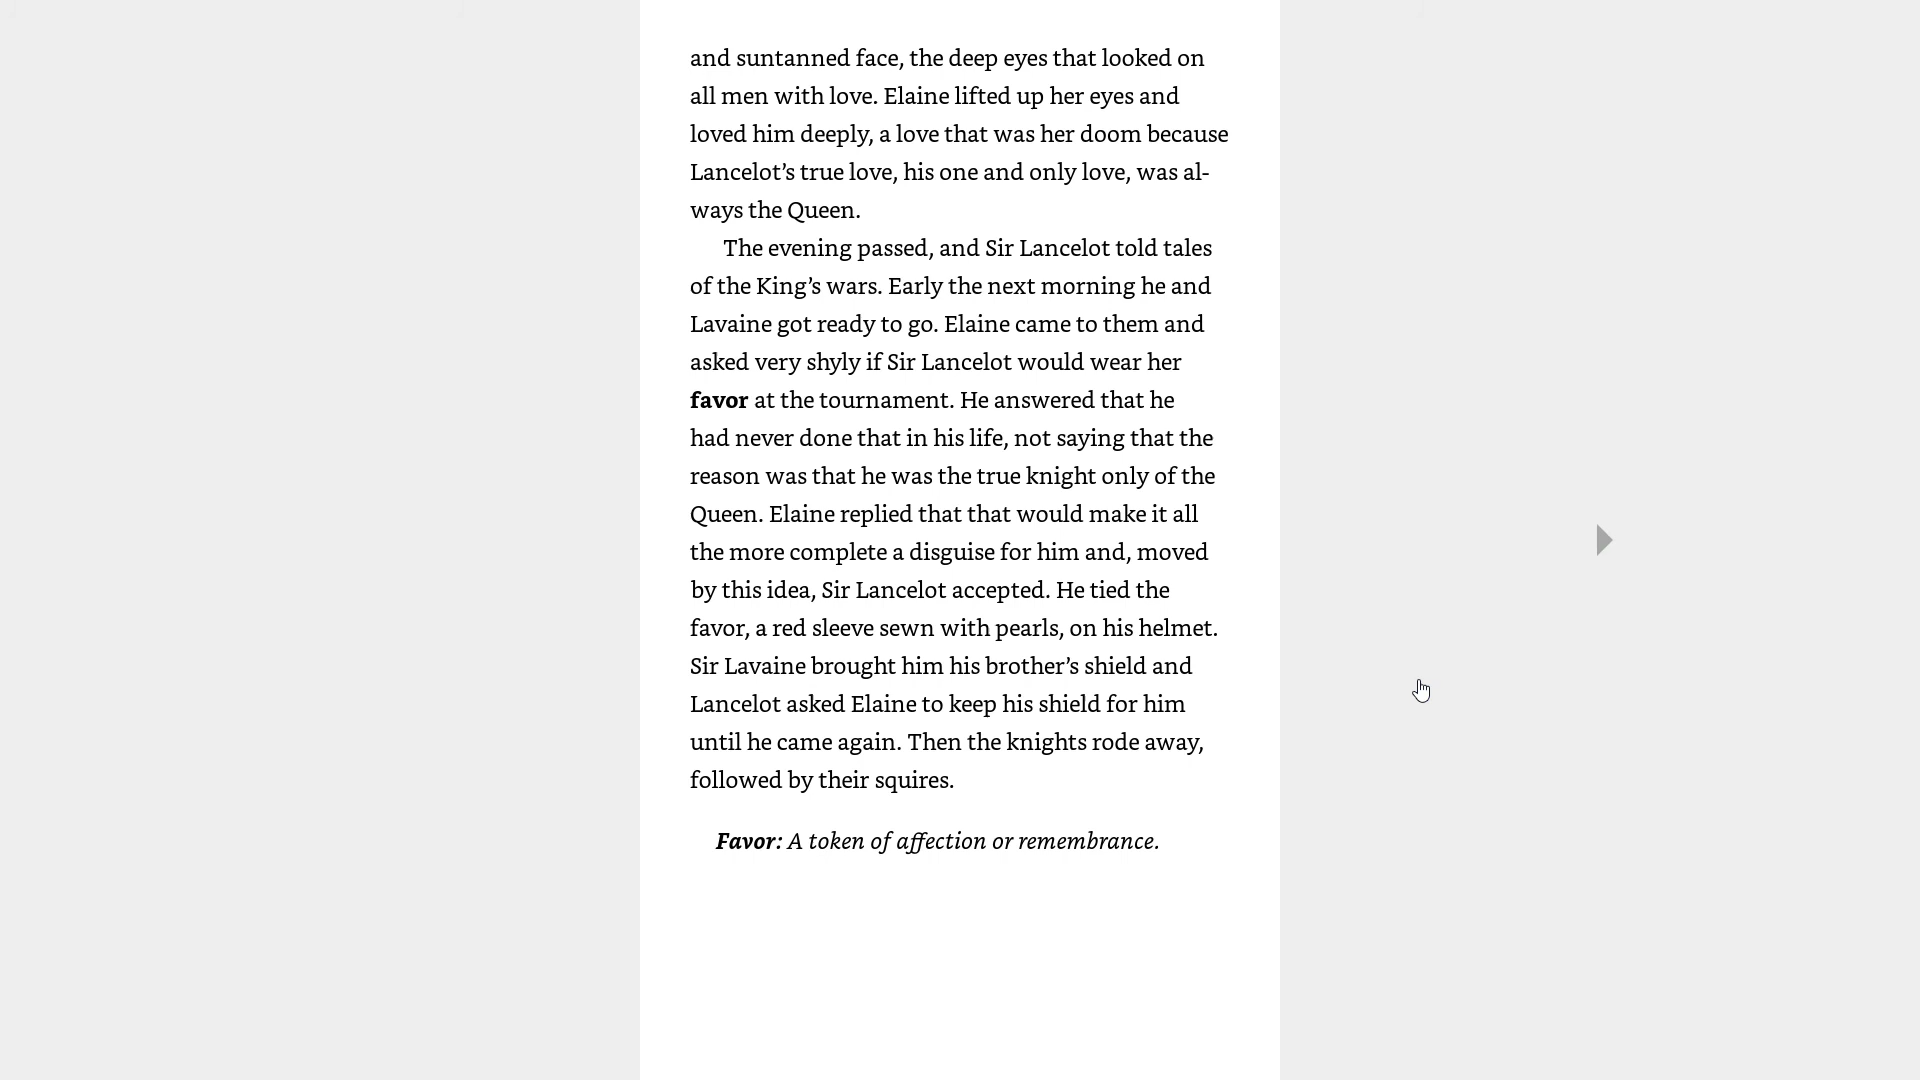 and suntanned face, the deep eyes that looked on
all men with love. Elaine lifted up her eyes and
loved him deeply, a love that was her doom because
Lancelot’s true love, his one and only love, was al-
ways the Queen.
The evening passed, and Sir Lancelot told tales
of the King’s wars. Early the next morning he and
Lavaine got ready to go. Elaine came to them and
asked very shyly if Sir Lancelot would wear her
favor at the tournament. He answered that he
had never done that in his life, not saying that the
reason was that he was the true knight only of the
Queen. Elaine replied that that would make it all
the more complete a disguise for him and, moved
by this idea, Sir Lancelot accepted. He tied the
favor, a red sleeve sewn with pearls, on his helmet.
Sir Lavaine brought him his brother’s shield and
Lancelot asked Elaine to keep his shield for him
until he came again. Then the knights rode away,
followed by their squires.
Favor: A token of affection or remembrance.